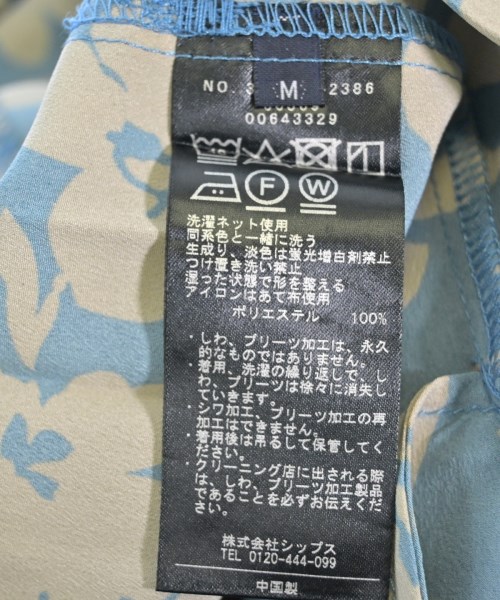 NO. 3 M 2386
00643329
F W
洗濯ネット使用
同系色と一緒に洗う
生成り、淡色は蛍光増白剤禁止
つけ置き洗い禁止
湿った状態で形を整える
アイロンはあて布使用
ポリエステル 100%
・しわ、プリーツ加工は、永久
的なものではありません。
・着用、洗濯の繰り返しで、し
わ、プリーツは徐々に消失し
ていきます。
・シワ加工、プリーツ加工の再
加工はできません。
・着用後は吊るして保管してく
ださい。
・クリーニング店に出される際
は、しわ、プリーツ加工製品
であることを必ずお伝えくだ
さい。
株式会社シップス
TEL 0120-444-099
中国製